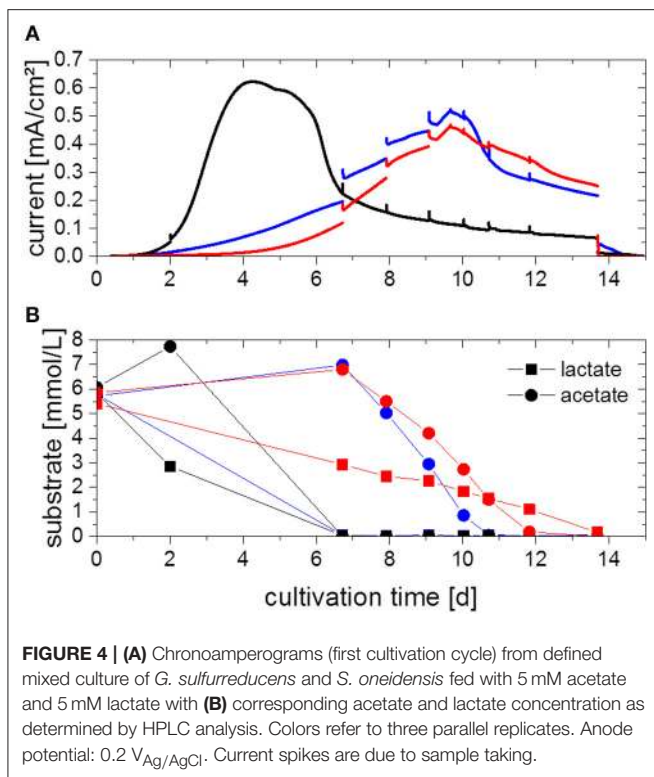 A
current [mA/cm²]
0.7
0.6
0.5
0.4
0.3
0.2
0.1
0.0
0 2 4 6 8 10 12 14
B
substrate [mmol/L]
8
7
6
5
4
3
2
1
0
lactate
acetate
0 2 4 6 8 10 12 14
cultivation time [d]
FIGURE 4 | (A) Chronoamperograms (first cultivation cycle) from defined
mixed culture of G. sulfurreducens and S. oneidensis fed with 5 mM acetate
and 5 mM lactate with (B) corresponding acetate and lactate concentration as
determined by HPLC analysis. Colors refer to three parallel replicates. Anode
potential: 0.2 VAg/AgCl. Current spikes are due to sample taking.